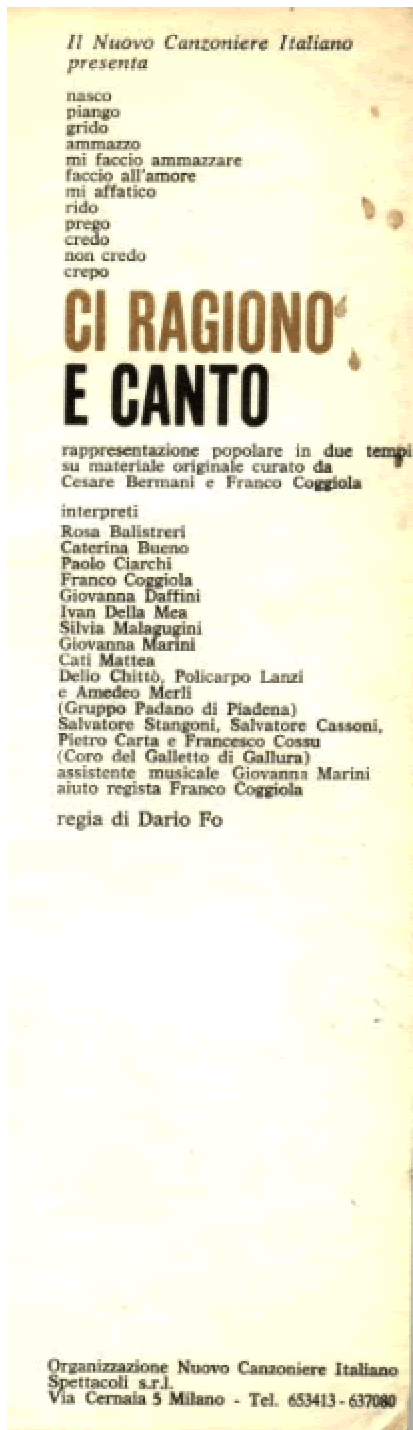 Il Nuovo Canzoniere Italiano
presenta
nasco
piango
grido
ammazzo
mi faccio ammazzare
faccio all'amore
mi affatico
rido
prego
credo
non credo
crepo
CI RAGIONO
E CANTO
rappresentazione popolare in due tempi
su materiale originale curato da
Cesare Bermani e Franco Coggiola
interpreti
Rosa Balistreri
Caterina Bueno
Paolo Ciarchi
Franco Coggiola
Giovanna Daffini
Ivan Della Mea
Silvia Malagugini
Giovanna Marini
Cati Mattea
Delio Chittò, Policarpo Lanzi
e Amedeo Merli
(Gruppo Padano di Piadena)
Salvatore Stangoni, Salvatore Cassoni,
Pietro Carta e Francesco Cossu
(Coro del Galletto di Gallura)
assistente musicale Giovanna Marini
aiuto regista Franco Coggiola
regia di Dario Fo
Organizzazione Nuovo Canzoniere Italiano
Spettacoli s.r.l.
Via Cernaia 5 Milano - Tel. 653413 - 637080